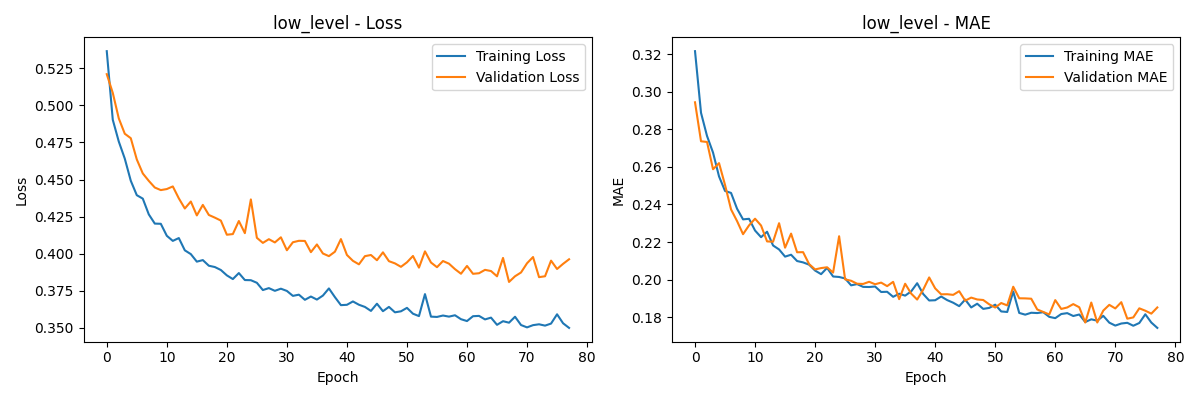 low_level - Loss
Training Loss
Validation Loss
0.525
0.500
0.475
0.450
0.425
0.400
0.375
0.350
Loss
0 10 20 30 40 50 60 70 80
Epoch
low_level - MAE
Training MAE
Validation MAE
0.32
0.30
0.28
0.26
0.24
0.22
0.20
0.18
MAE
0 10 20 30 40 50 60 70 80
Epoch